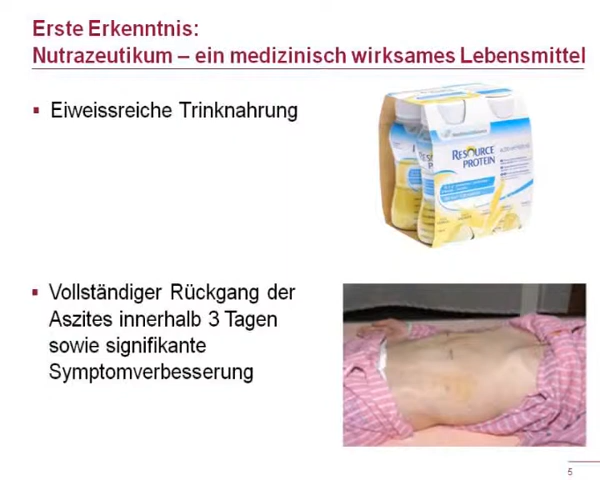 Erste Erkenntnis:
Nutrazeutikum – ein medizinisch wirksames Lebensmittel
▪ Eiweissreiche Trinknahrung
RESOURCE
PROTEIN
▪ Vollständiger Rückgang der
Aszites innerhalb 3 Tagen
sowie signifikante
Symptomverbesserung
5